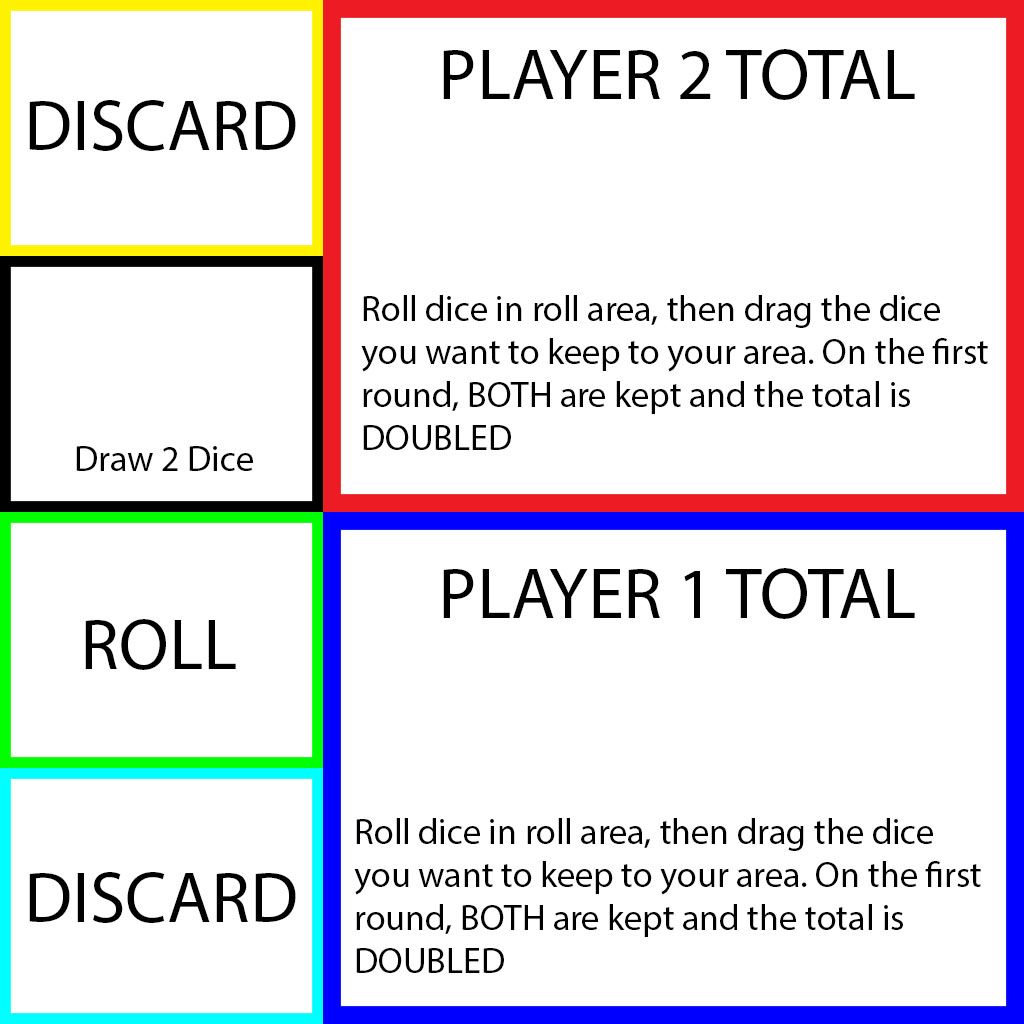 DISCARD
PLAYER 2 TOTAL
Roll dice in roll area, then drag the dice
you want to keep to your area. On the first
round, BOTH are kept and the total is
DOUBLED
Draw 2 Dice
ROLL
PLAYER 1 TOTAL
DISCARD
Roll dice in roll area, then drag the dice
you want to keep to your area. On the first
round, BOTH are kept and the total is
DOUBLED